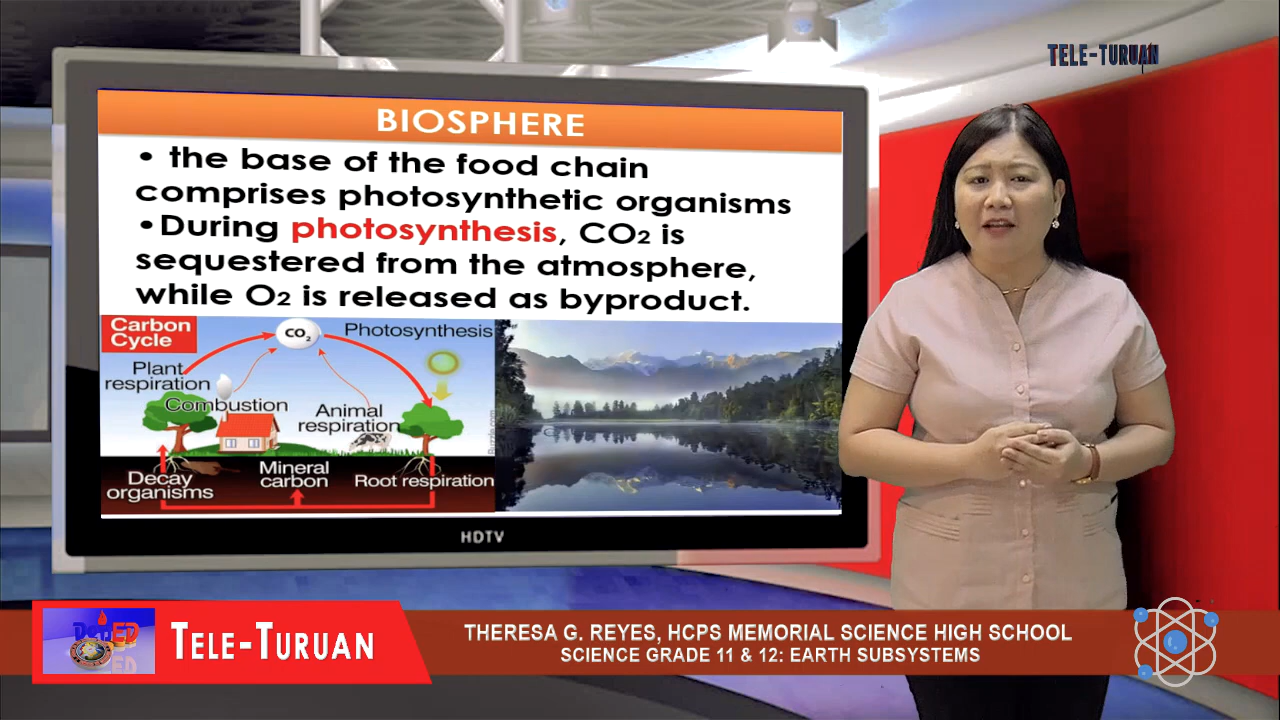 TELE-TURUAN
BIOSPHERE
• the base of the food chain
comprises photosynthetic organisms
•During photosynthesis, CO2 is
sequestered from the atmosphere,
while O2 is released as byproduct.
Carbon
Cycle
CO2
Photosynthesis
Plant
respiration
Combustion
Animal
respiration
Decay
organisms
Mineral
carbon
Root respiration
HDTV
DepED
TELE-TURUAN
THERESA G. REYES, HCPS MEMORIAL SCIENCE HIGH SCHOOL
SCIENCE GRADE 11 & 12: EARTH SUBSYSTEMS